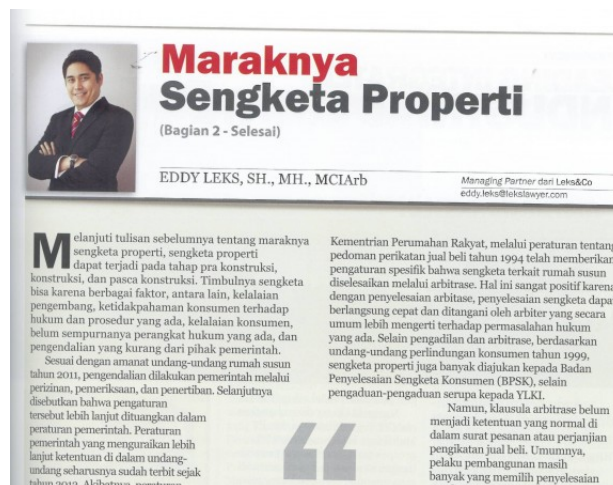 Maraknya
Sengketa Properti
(Bagian 2 - Selesai)
EDDY LEKS, SH., MH., MCIArb
Managing Partner dari Leks&Co
eddy.leks@lekslawyer.com
Melanjuti tulisan sebelumnya tentang maraknya
sengketa properti, sengketa properti
dapat terjadi pada tahap pra konstruksi,
konstruksi, dan pasca konstruksi. Timbulnya sengketa
bisa karena berbagai faktor, antara lain, kelalaian
pengembang, ketidakpahaman konsumen terhadap
hukum dan prosedur yang ada, kelalaian konsumen,
belum sempurnanya perangkat hukum yang ada, dan
pengendalian yang kurang dari pihak pemerintah.
Sesuai dengan amanat undang-undang rumah susun
tahun 2011, pengendalian dilakukan pemerintah melalui
perizinan, pemeriksaan, dan penertiban. Selanjutnya
disebutkan bahwa pengaturan
tersebut lebih lanjut dituangkan dalam
peraturan pemerintah. Peraturan
pemerintah yang menguraikan lebih
lanjut ketentuan di dalam undang-
undang seharusnya sudah terbit sejak
tahun 2012. Akibatnya, peraturan
Kementrian Perumahan Rakyat, melalui peraturan tentang
pedoman perikatan jual beli tahun 1994 telah memberikan
pengaturan spesifik bahwa sengketa terkait rumah susun
diselesaikan melalui arbitrase. Hal ini sangat positif karena
dengan penyelesaian arbitase, penyelesaian sengketa dapa
berlangsung cepat dan ditangani oleh arbiter yang secara
umum lebih mengerti terhadap permasalahan hukum
yang ada. Selain pengadilan dan arbitrase, berdasarkan
undang-undang perlindungan konsumen tahun 1999,
sengketa properti juga banyak diajukan kepada Badan
Penyelesaian Sengketa Konsumen (BPSK), selain
pengaduan-pengaduan serupa kepada YLKI.
Namun, klausula arbitrase belum
menjadi ketentuan yang normal di
dalam surat pesanan atau perjanjian
pengikatan jual beli. Umumnya,
pelaku pembangunan masih
banyak yang memilih penyelesaian